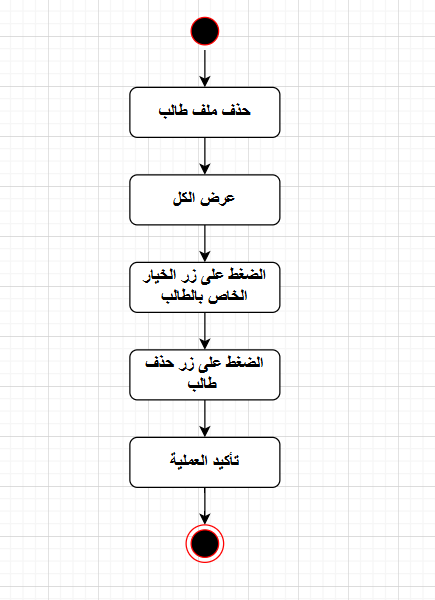 حذف ملف طالب
عرض الكل
الضغط على زر الخيار
الخاص بالطالب
الضغط على زر حذف
طالب
تأكيد العملية